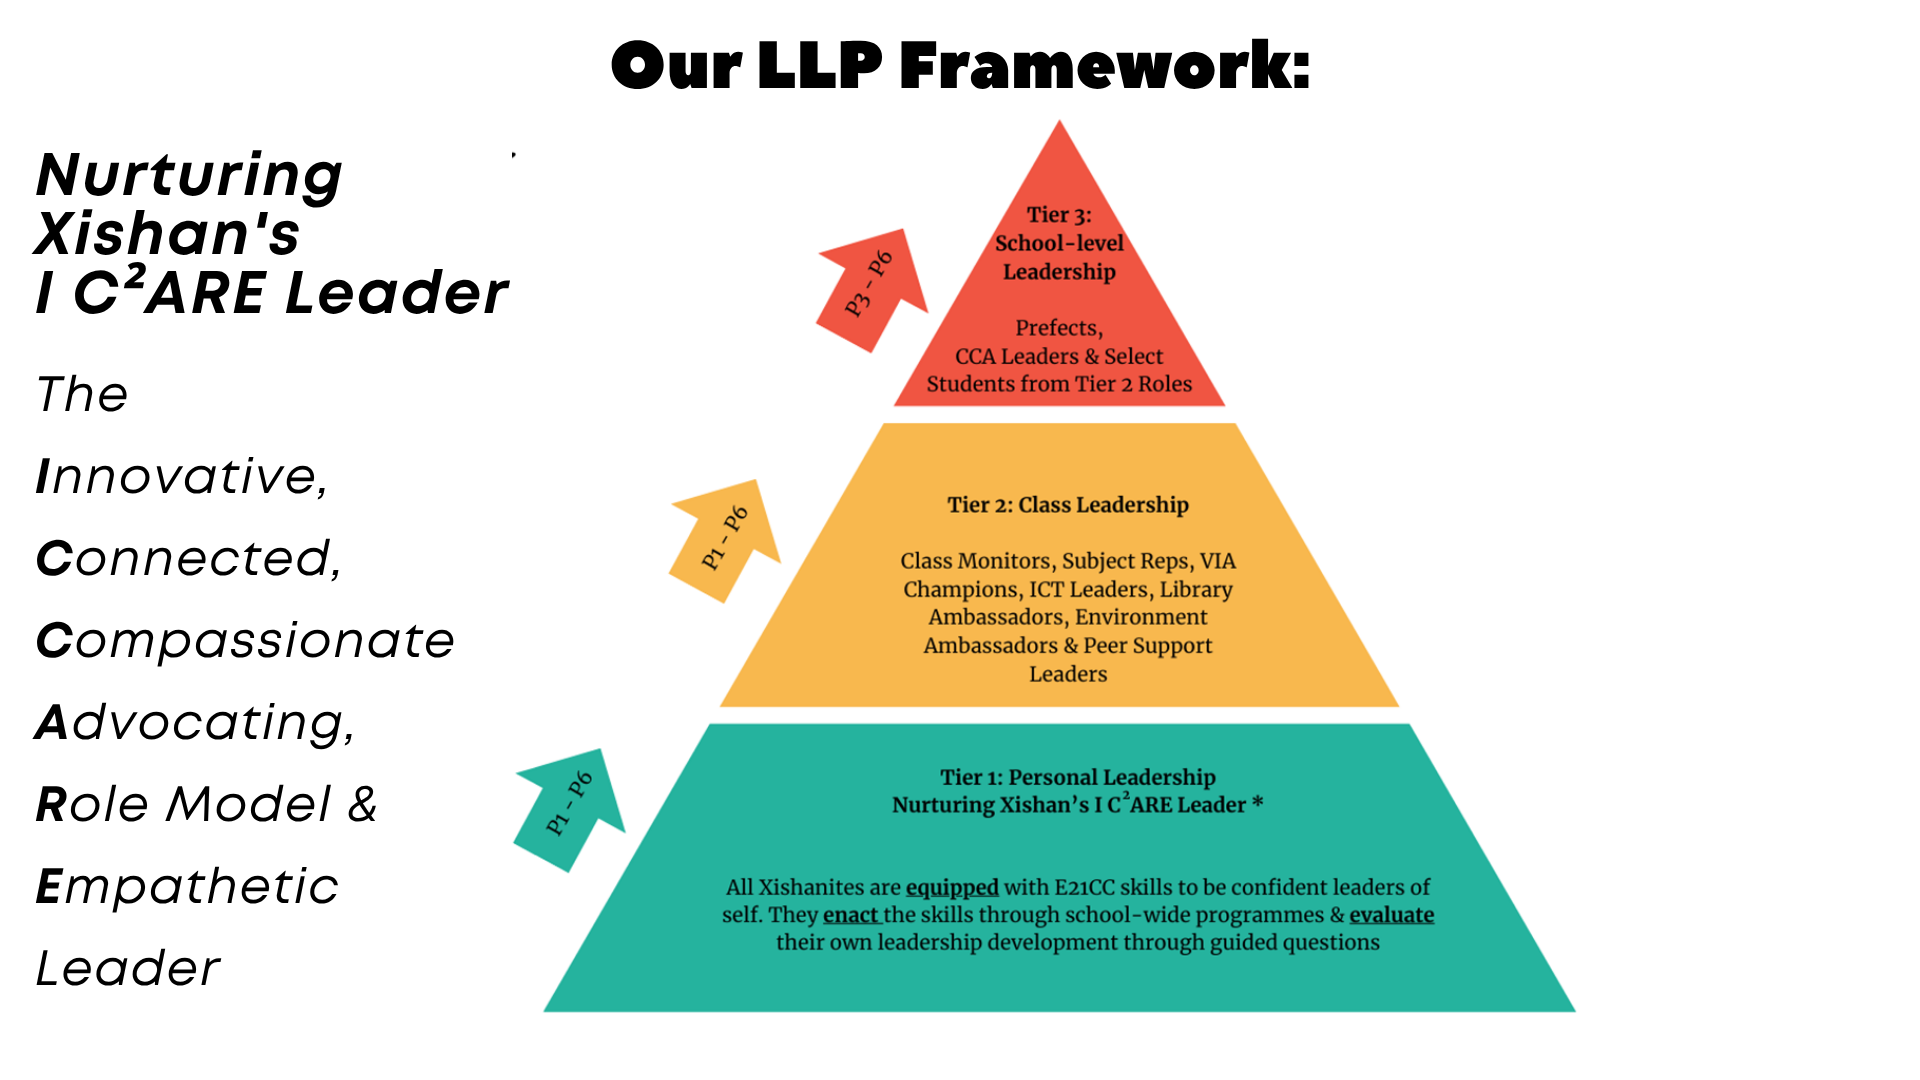 Our LLP Framework:
Nurturing
Xishan's
I C²ARE Leader
The
Innovative,
Connected,
Compassionate
Advocating,
Role Model &
Empathetic
Leader
P3 - P6
Tier 3:
School-level
Leadership
Prefects,
CCA Leaders & Select
Students from Tier 2 Roles
P1 - P6
Tier 2: Class Leadership
Class Monitors, Subject Reps, VIA
Champions, ICT Leaders, Library
Ambassadors, Environment
Ambassadors & Peer Support
Leaders
P1 - P6
Tier 1: Personal Leadership
Nurturing Xishan’s I C²ARE Leader *
All Xishanites are equipped with E21CC skills to be confident leaders of
self. They enact the skills through school-wide programmes & evaluate
their own leadership development through guided questions